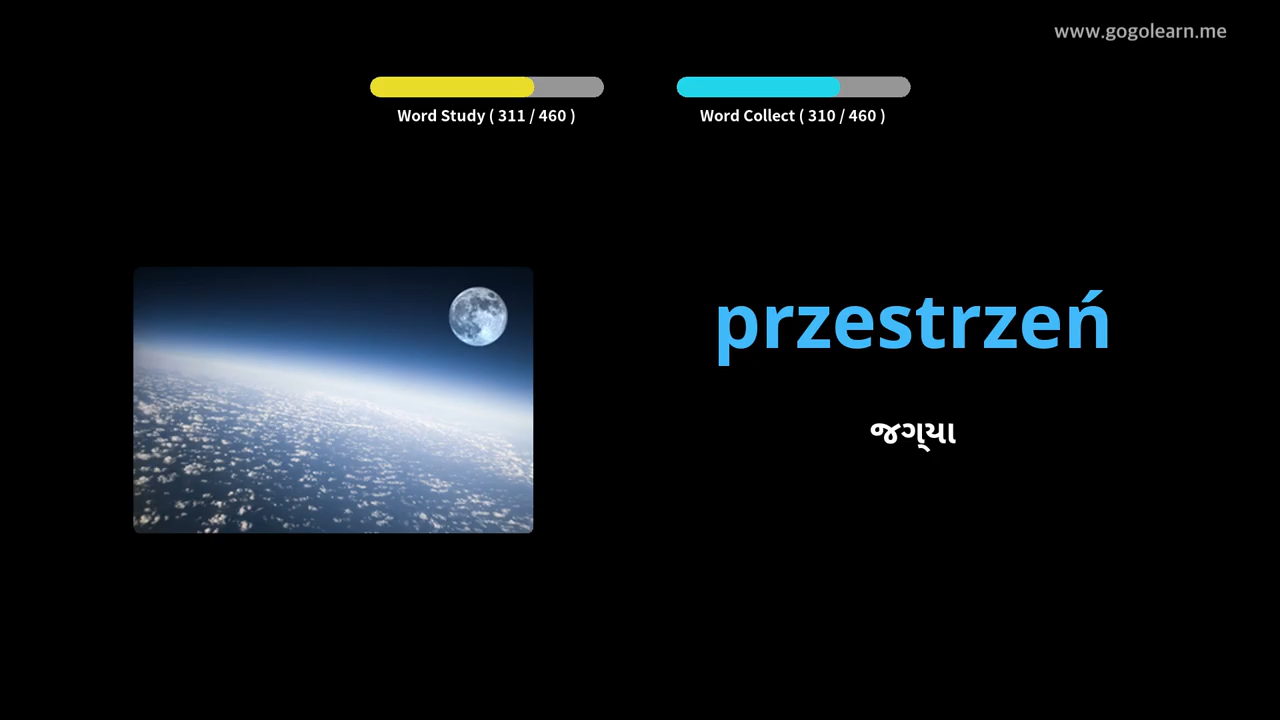 www.gogolearn.me
Word Study ( 311 / 460 )
Word Collect ( 310 / 460 )
przestrzeń
જગ્યા